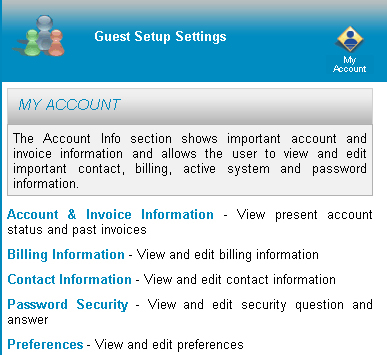 Guest Setup Settings
My
Account
MY ACCOUNT
The Account Info section shows important account and
invoice information and allows the user to view and edit
important contact, billing, active system and password
information.
Account & Invoice Information - View present account
status and past invoices
Billing Information - View and edit billing information
Contact Information - View and edit contact information
Password Security - View and edit security question and
answer
Preferences - View and edit preferences